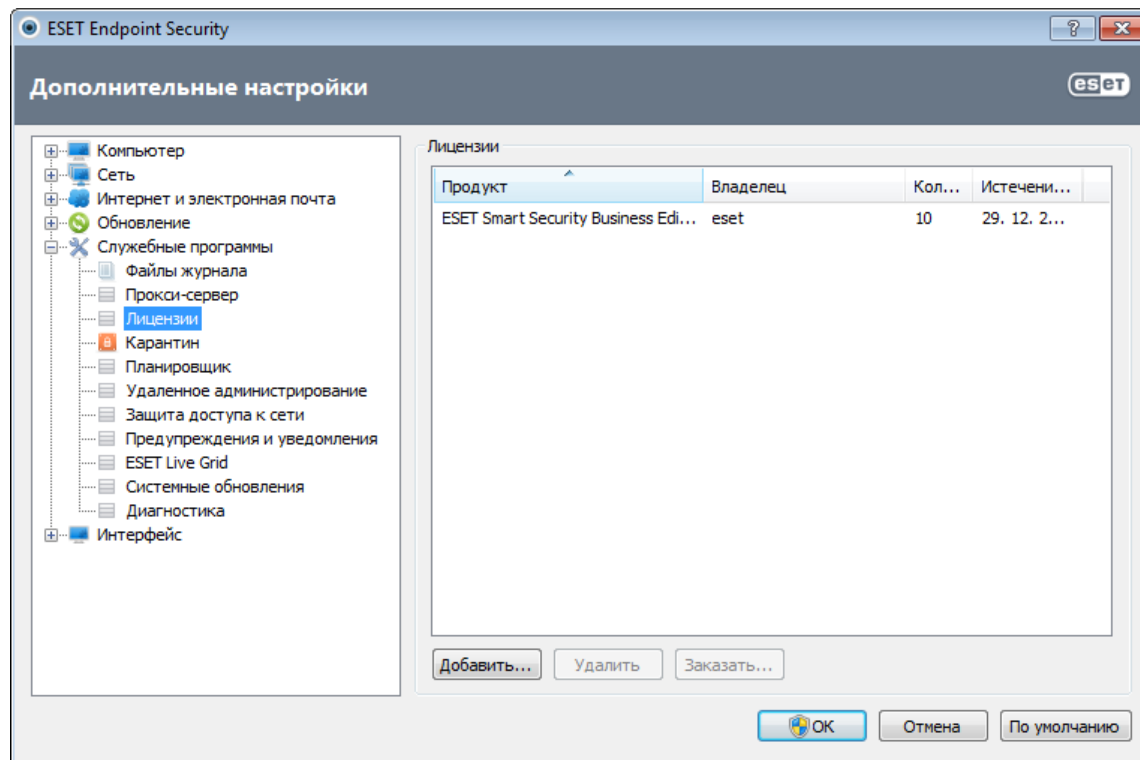 ESET Endpoint Security
Дополнительные настройки
eset
Компьютер
Сеть
Интернет и электронная почта
Обновление
Служебные программы
Файлы журнала
Прокси-сервер
Лицензии
Карантин
Планировщик
Удаленное администрирование
Защита доступа к сети
Предупреждения и уведомления
ESET Live Grid
Системные обновления
Диагностика
Интерфейс
Лицензии
Продукт Владелец Кол... Истечени...
ESET Smart Security Business Edi... eset 10 29. 12. 2...
Добавить... Удалить Заказать...
OK Отмена По умолчанию